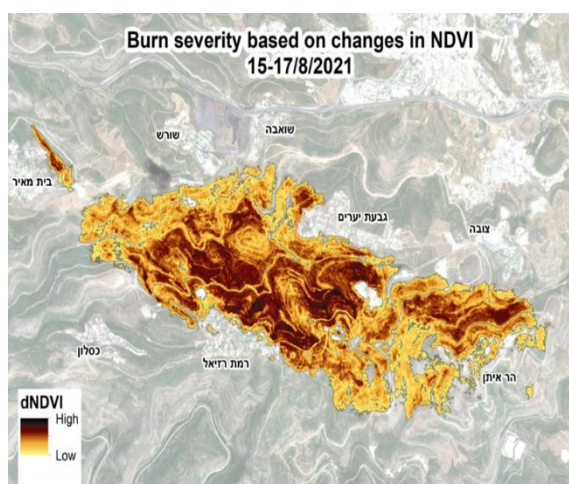 Burn severity based on changes in NDVI
15-17/8/2021
שואבה
שורש
בית מאיר
גבעת יערים
צובה
כסלון
רמת רזיאל
הר איתן
dNDVI
High
Low